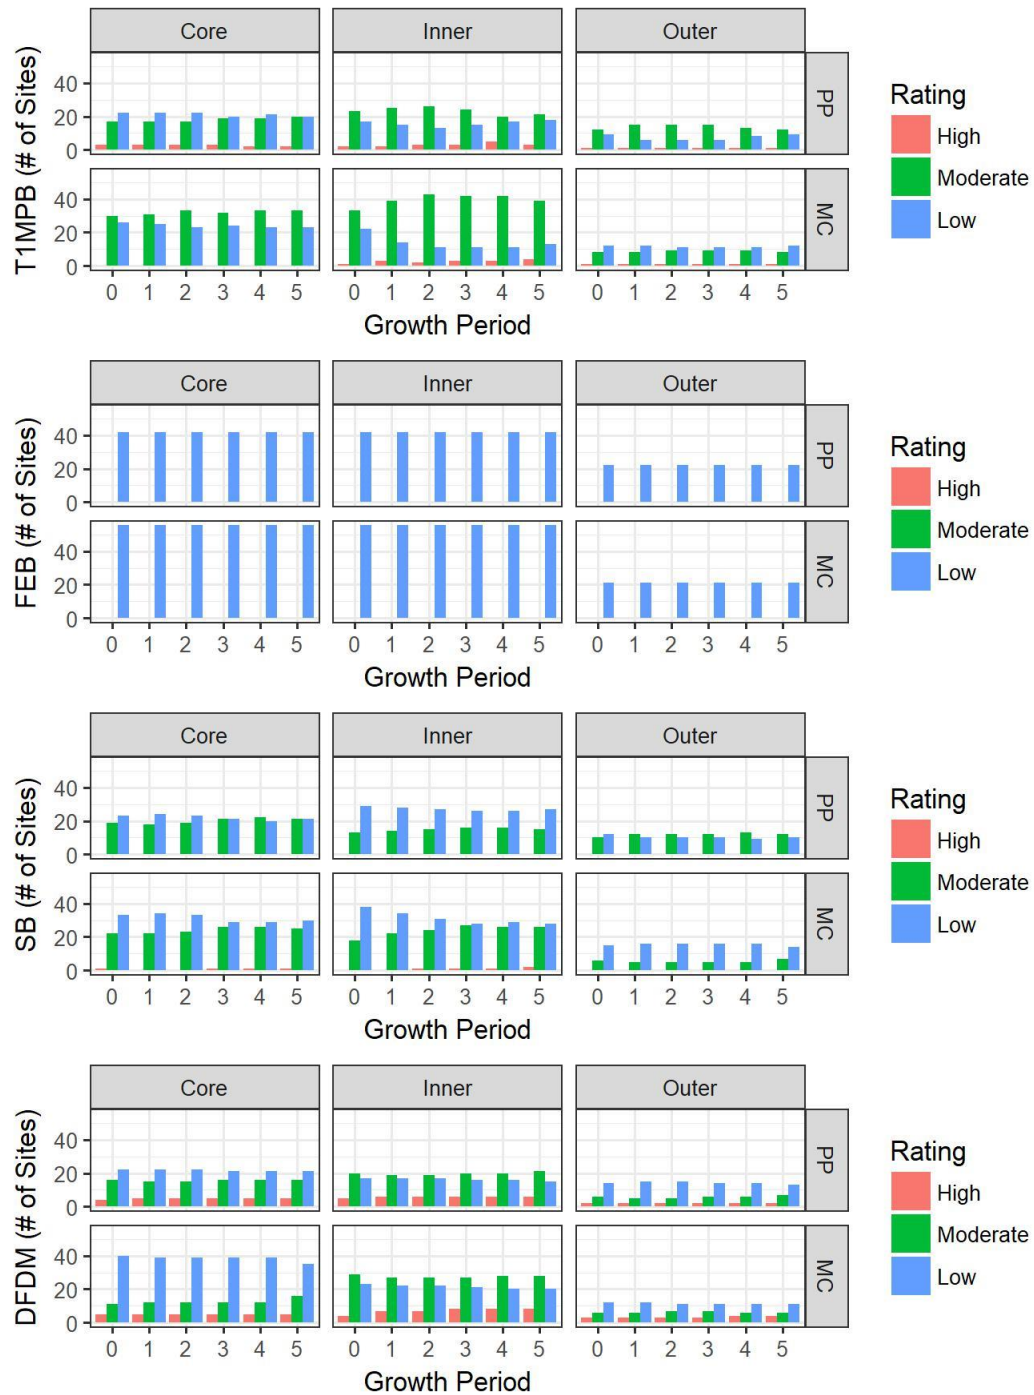 Core Inner Outer
T1MPB (# of Sites)
40
20
0
PP
40
20
0
MC
0 1 2 3 4 5 0 1 2 3 4 5 0 1 2 3 4 5
Growth Period
Rating
High
Moderate
Low
Core Inner Outer
FEB (# of Sites)
40
20
0
PP
40
20
0
MC
0 1 2 3 4 5 0 1 2 3 4 5 0 1 2 3 4 5
Growth Period
Rating
High
Moderate
Low
Core Inner Outer
SB (# of Sites)
40
20
0
PP
40
20
0
MC
0 1 2 3 4 5 0 1 2 3 4 5 0 1 2 3 4 5
Growth Period
Rating
High
Moderate
Low
Core Inner Outer
DFDM (# of Sites)
40
20
0
PP
40
20
0
MC
0 1 2 3 4 5 0 1 2 3 4 5 0 1 2 3 4 5
Growth Period
Rating
High
Moderate
Low